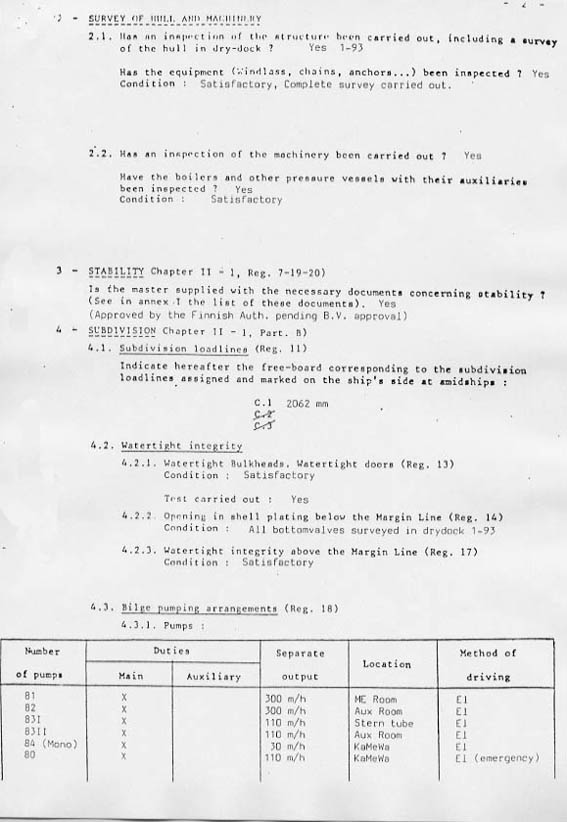 - 2 -
2 - SURVEY OF HULL AND MACHINERY
2.1. Has an inspection of the structure been carried out, including a survey
of the hull in dry-dock ? Yes 1-93
Has the equipment (windlass, chains, anchors...) been inspected ? Yes
Condition : Satisfactory, Complete survey carried out.
2.2. Has an inspection of the machinery been carried out ? Yes
Have the boilers and other pressure vessels with their auxiliaries
been inspected ? Yes
Condition : Satisfactory
3 - STABILITY Chapter II - 1, Reg. 7-19-20)
Is the master supplied with the necessary documents concerning stability ?
(See in annex I the list of these documents). Yes
(Approved by the Finnish Auth. pending B.V. approval)
4 - SUBDIVISION Chapter II - 1, Part. B)
4.1. Subdivision loadlines (Reg. 11)
Indicate hereafter the free-board corresponding to the subdivision
loadlines assigned and marked on the ship's side at amidships :
C.1 2062 mm
C.2
C.3
4.2. Watertight integrity
4.2.1. Watertight Bulkheads. Watertight doors (Reg. 13)
Condition : Satisfactory
Test carried out : Yes
4.2.2. Opening in shell plating below the Margin Line (Reg. 14)
Condition : All bottomvalves surveyed in drydock 1-93
4.2.3. Watertight integrity above the Margin Line (Reg. 17)
Condition : Satisfactory
4.3. Bilge pumping arrangements (Reg. 18)
4.3.1. Pumps :
Number of pumps Duties Separate output Location Method of driving
Main Auxiliary
81 X 300 m/h ME Room El
82 X 300 m/h Aux Room El
83I X 110 m/h Stern tube El
83II X 110 m/h Aux Room El
84 (Mono) X 30 m/h KaMeWa El
80 X 110 m/h KaMeWa El (emergency)